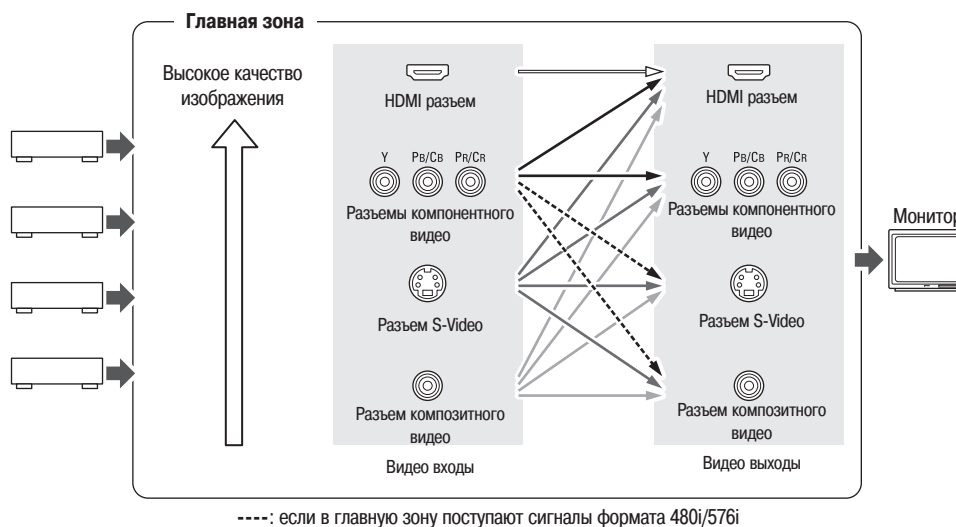 Главная зона
Высокое качество
изображения
HDMI разъем
HDMI разъем
Y PB/CB PR/CR
Y PB/CB PR/CR
Разъемы компонентного
видео
Разъемы компонентного
видео
Монитор
Разъем S-Video
Разъем S-Video
Разъем композитного
видео
Разъем композитного
видео
Видео входы
Видео выходы
----: если в главную зону поступают сигналы формата 480i/576i